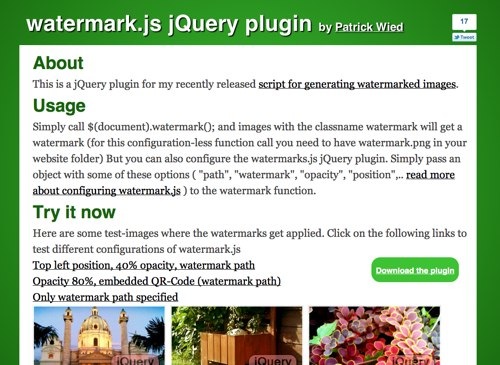 watermark.js jQuery plugin by Patrick Wied
17
Tweet
About
This is a jQuery plugin for my recently released script for generating watermarked images.
Usage
Simply call $(document).watermark(); and images with the classname watermark will get a
watermark (for this configuration-less function call you need to have watermark.png in your
website folder) But you can also configure the watermarks.js jQuery plugin. Simply pass an
object with some of these options ( "path", "watermark", "opacity", "position",.. read more
about configuring watermark.js ) to the watermark function.
Try it now
Here are some test-images where the watermarks get applied. Click on the following links to
test different configurations of watermark.js
Top left position, 40% opacity, watermark path
Download the plugin
Opacity 80%, embedded QR-Code (watermark path)
Only watermark path specified
jQuery
jQuery
jQuery